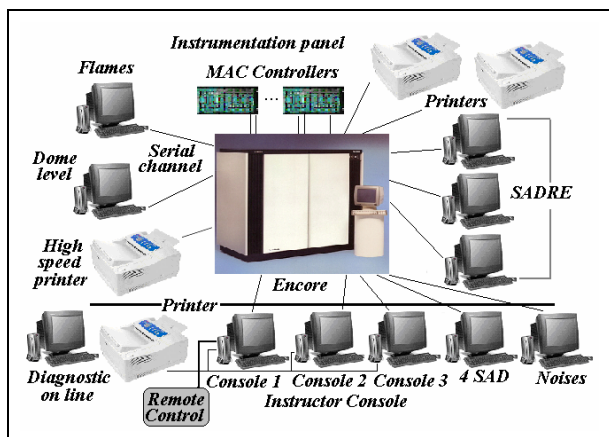 Instrumentation panel
Flames
MAC Controllers
...
Printers
Serial
channel
Dome
level
SADRE
High
speed
printer
Encore
Printer
Diagnostic
on line
Remote
Control
Console 1
Console 2
Console 3
4 SAD
Noises
Instructor Console